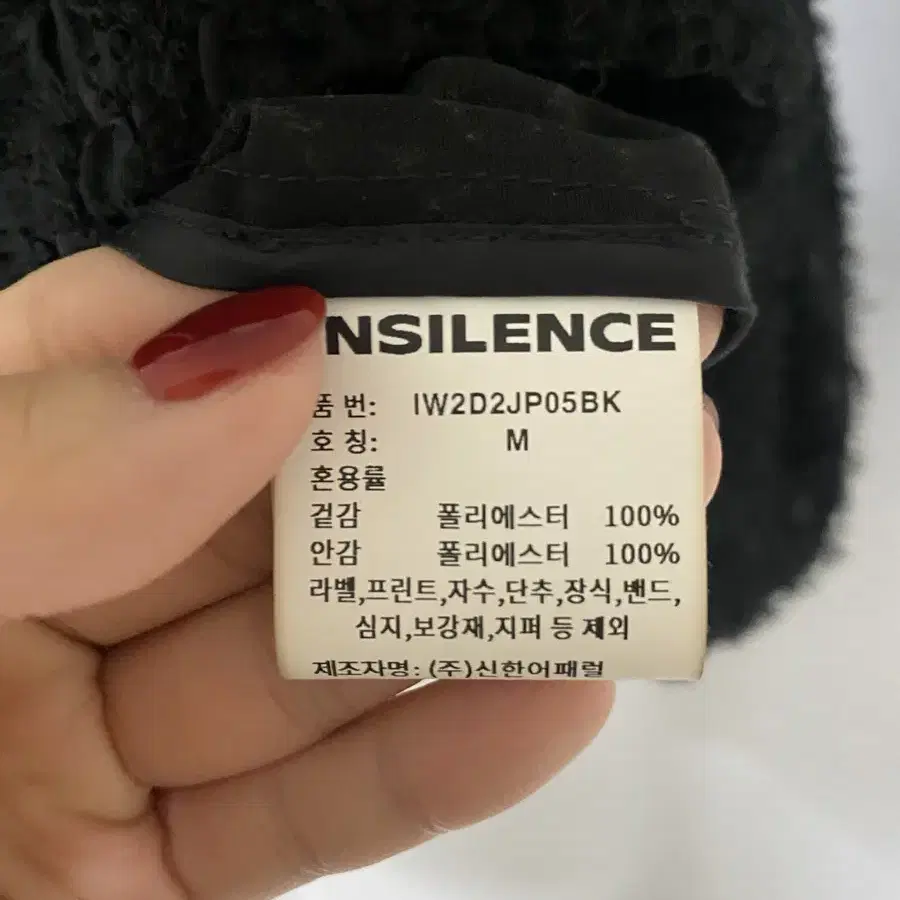 NSILENCE
품 번: IW2D2JP05BK
호 칭: M
혼용률
겉감 폴리에스터 100%
안감 폴리에스터 100%
라벨,프린트,자수,단추,장식,밴드,
심지,보강재,지퍼 등 제외
제조자명: (주)신한어패럴